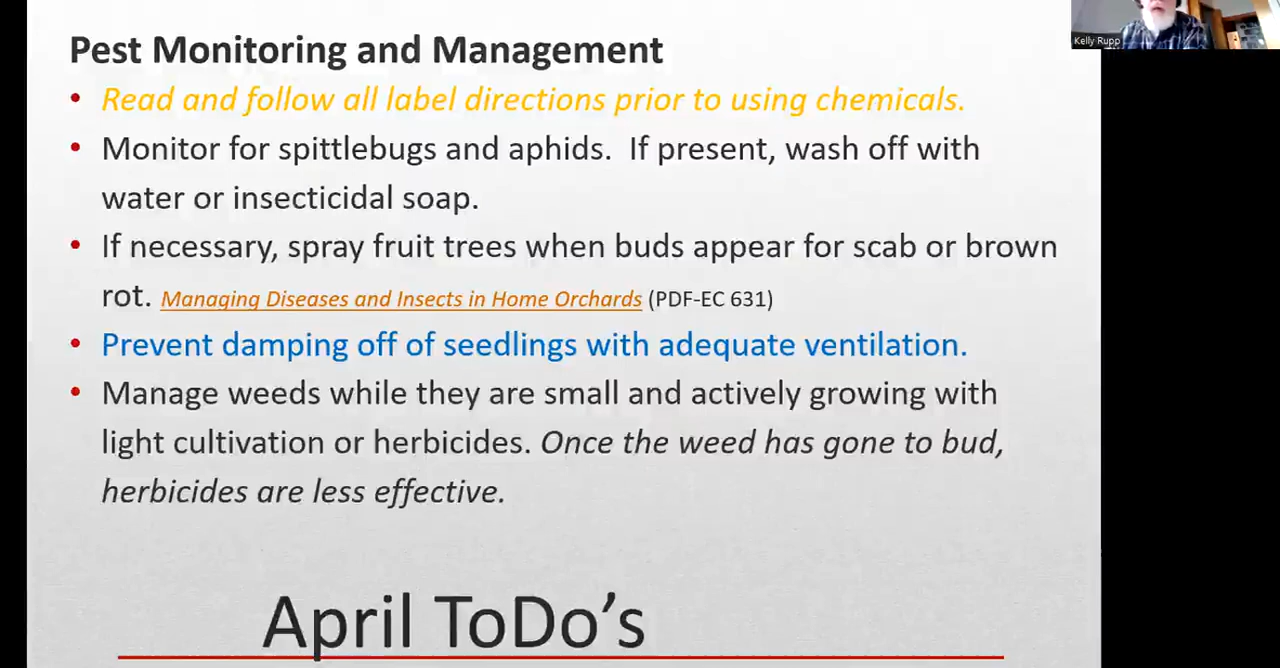 Pest Monitoring and Management
• Read and follow all label directions prior to using chemicals.
• Monitor for spittlebugs and aphids.  If present, wash off with
water or insecticidal soap.
• If necessary, spray fruit trees when buds appear for scab or brown
rot. Managing Diseases and Insects in Home Orchards (PDF-EC 631)
• Prevent damping off of seedlings with adequate ventilation.
• Manage weeds while they are small and actively growing with
light cultivation or herbicides. Once the weed has gone to bud,
herbicides are less effective.
April ToDo’s
Kelly Rupp